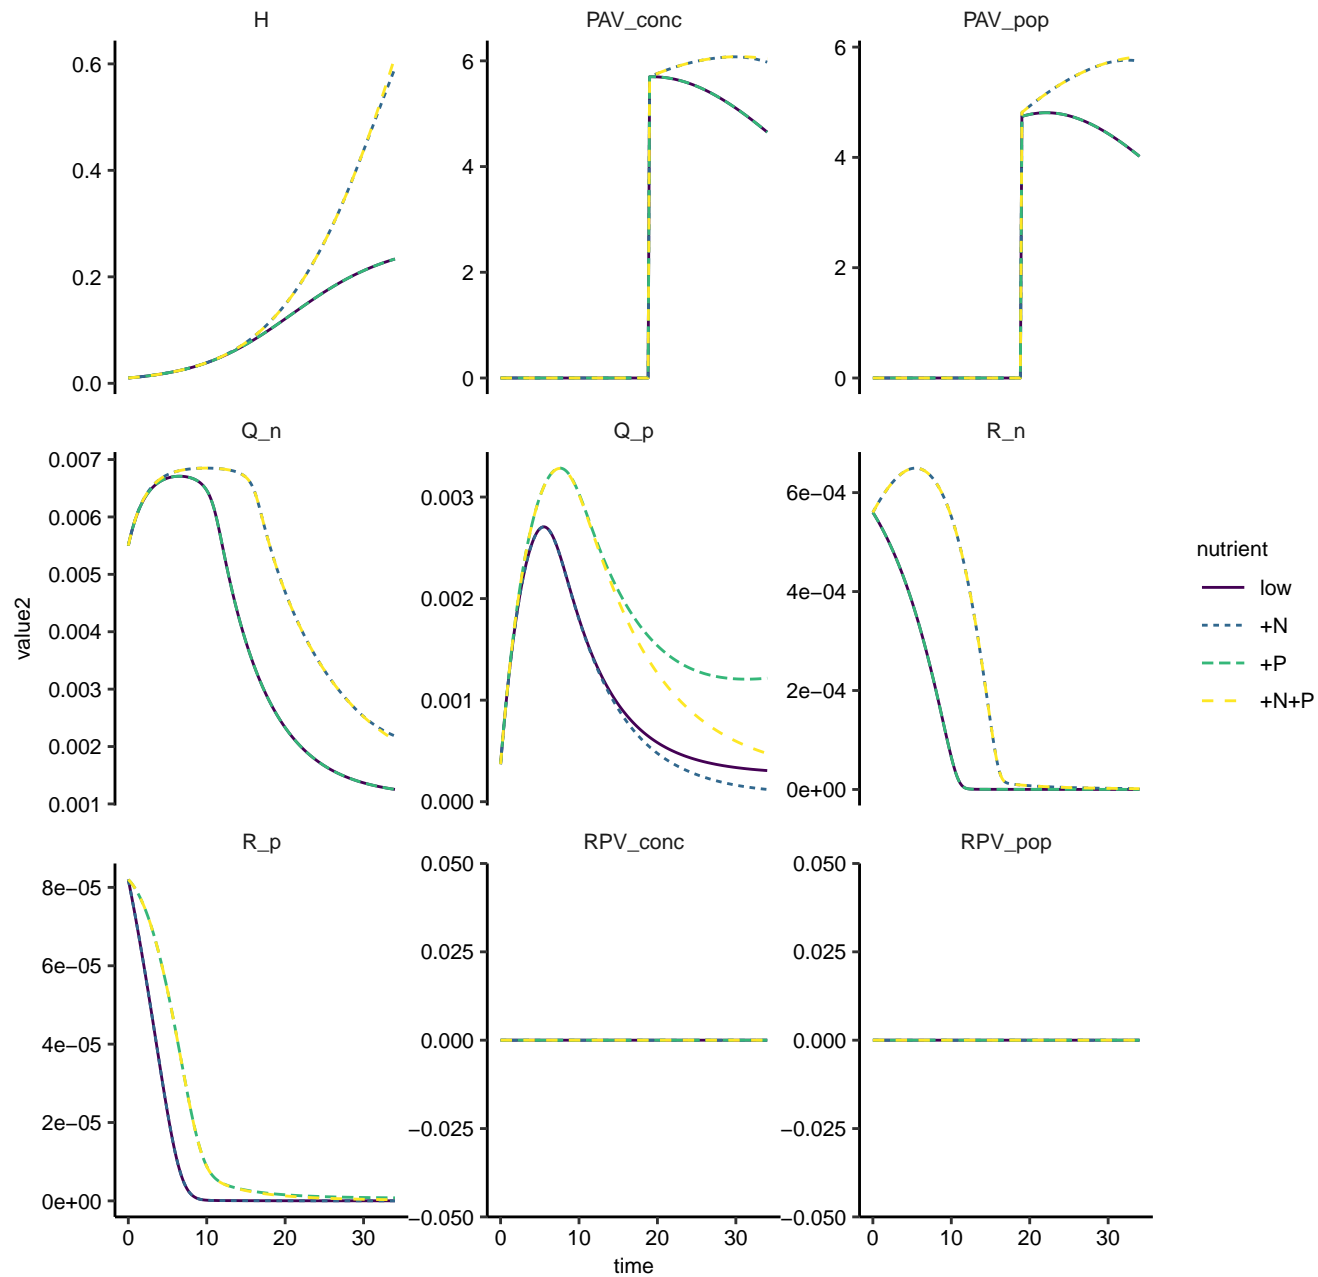 H
PAV_conc
PAV_pop
0.6
0.4
0.2
0.0
6
4
2
0
6
4
2
0
Q_n
Q_p
R_n
0.007
0.006
0.005
0.004
0.003
0.002
0.001
0.003
0.002
0.001
0.000
6e−04
4e−04
2e−04
0e+00
value2
nutrient
low
+N
+P
+N+P
R_p
RPV_conc
RPV_pop
8e−05
6e−05
4e−05
2e−05
0e+00
0.050
0.025
0.000
−0.025
−0.050
0.050
0.025
0.000
−0.025
−0.050
0 10 20 30
0 10 20 30
0 10 20 30
time